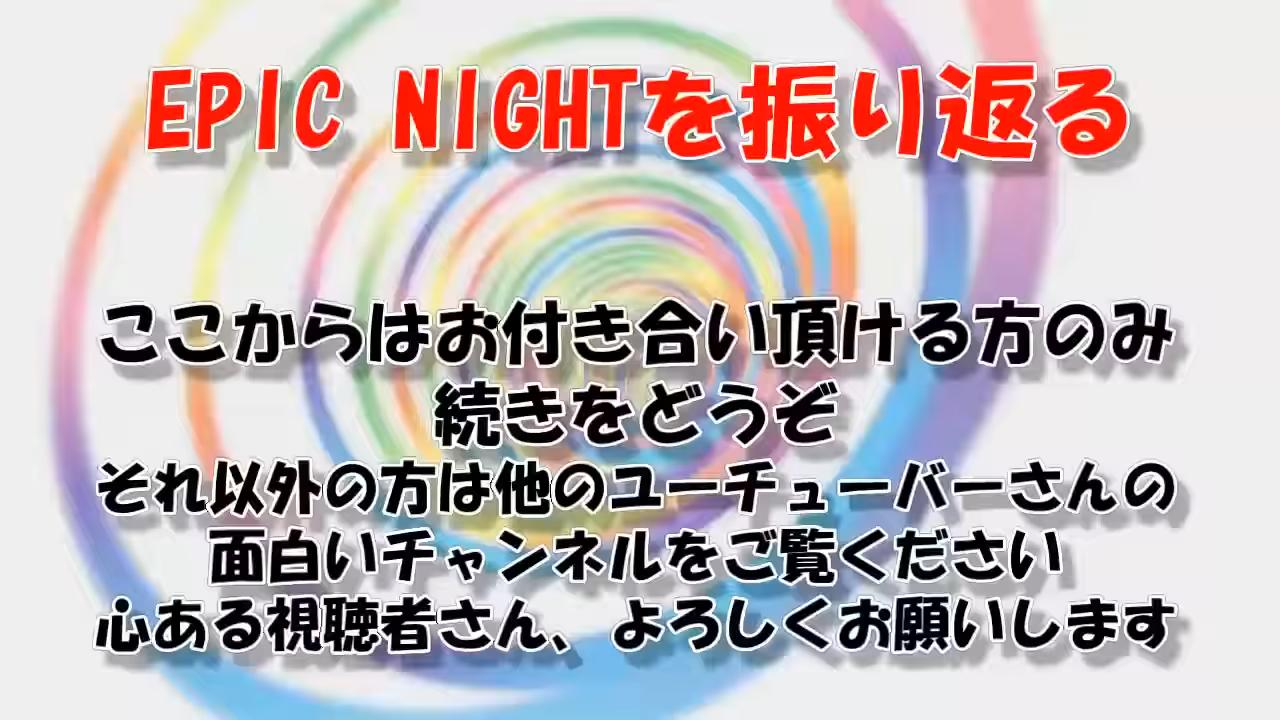 EPIC NIGHTを振り返る
ここからはお付き合い頂ける方のみ
続きをどうぞ
それ以外の方は他のユーチューバーさんの
面白いチャンネルをご覧ください
心ある視聴者さん、よろしくお願いします